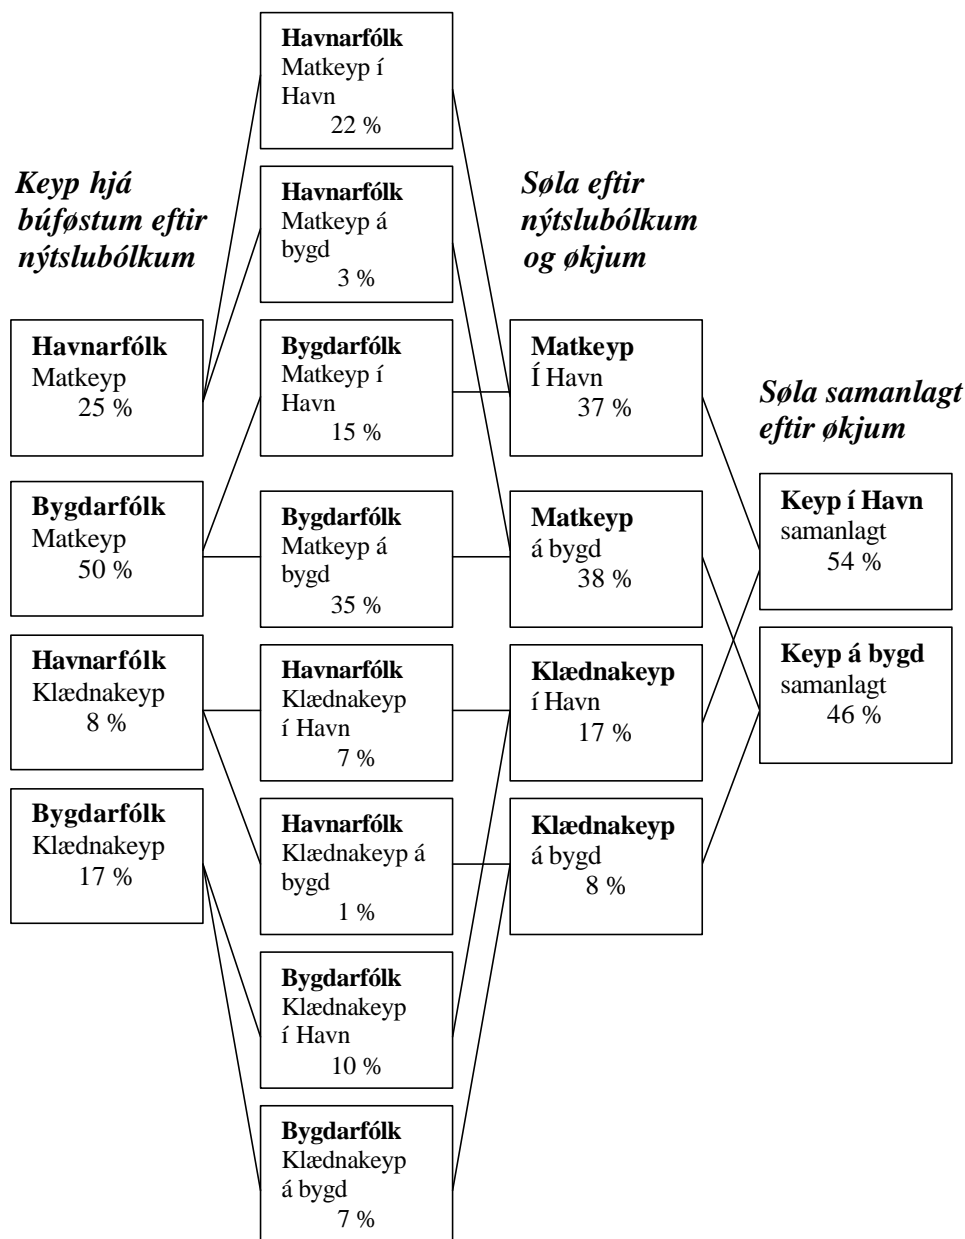 Keyp hjá
búføstum eftir
nýtslubólkum
Havnarfólk
Matkeyp
25 %
Bygdarfólk
Matkeyp
50 %
Havnarfólk
Klædnakeyp
8 %
Bygdarfólk
Klædnakeyp
17 %
Havnarfólk
Matkeyp í
Havn
22 %
Havnarfólk
Matkeyp á
bygd
3 %
Bygdarfólk
Matkeyp í
Havn
15 %
Bygdarfólk
Matkeyp á
bygd
35 %
Havnarfólk
Klædnakeyp
í Havn
7 %
Havnarfólk
Klædnakeyp á
bygd
1 %
Bygdarfólk
Klædnakeyp
í Havn
10 %
Bygdarfólk
Klædnakeyp
á bygd
7 %
Søla eftir
nýtslubólkum
og økjum
Matkeyp
Í Havn
37 %
Matkeyp
á bygd
38 %
Klædnakeyp
í Havn
17 %
Klædnakeyp
á bygd
8 %
Søla samanlagt
eftir økjum
Keyp í Havn
samanlagt
54 %
Keyp á bygd
samanlagt
46 %